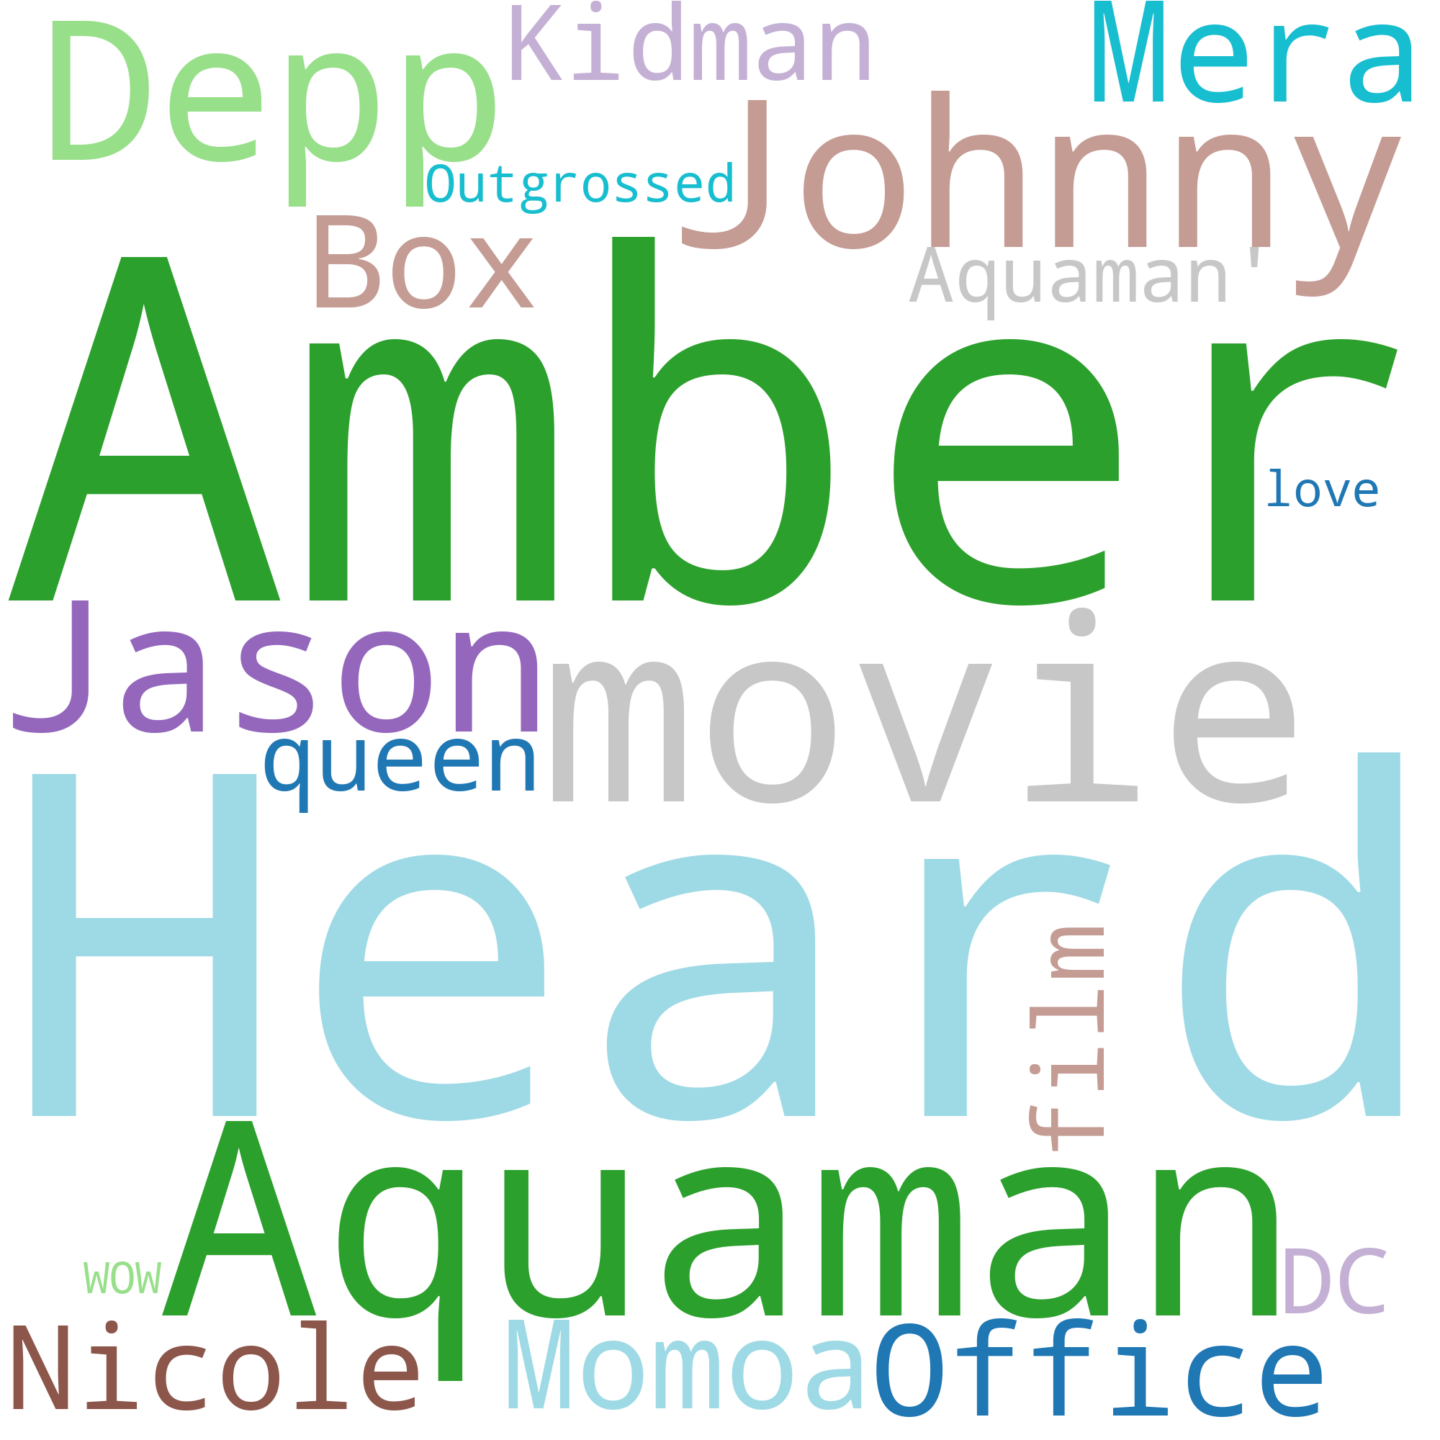 Depp
Kidman
Mera
Johnny
Outgrossed
Box
Aquaman'
Amber
love
Jason
movie
queen
Heard
film
Aquaman
WOW
DC
Nicole
Momoa
Office